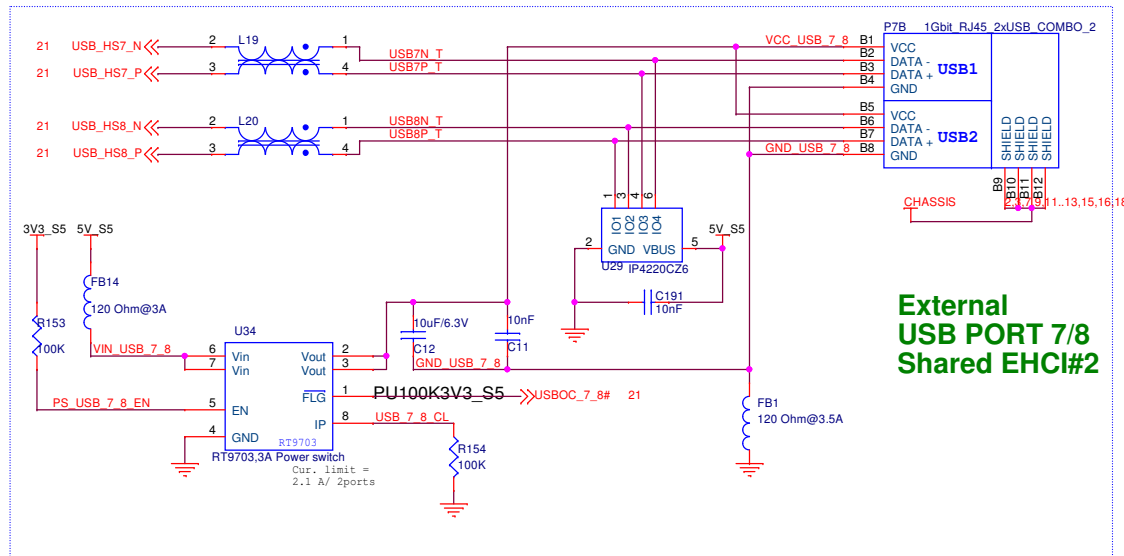 P7B 1Gbit_RJ45_2xUSB_COMBO_2
21 USB_HS7_N 2 L19 1 USB7N_T VCC_USB_7_8 B1 VCC
B2 DATA -
21 USB_HS7_P 3 4 USB7P_T B3 DATA + USB1
B4 GND
B5 VCC
21 USB_HS8_N 2 L20 1 USB8N_T B6 DATA -
USB8P_T B7 DATA + USB2
21 USB_HS8_P 3 4 GND_USB_7_8 B8 GND
SHIELD SHIELD SHIELD SHIELD
B9 B10 B11 B12
CHASSIS
1 3 4 6
IO1 IO2 IO3 IO4
2 GND VBUS 5 5V_S5
U29 IP4220CZ6
C191
10nF
3V3_S5 5V_S5
FB14
120 Ohm@3A
R153
100K
VIN_USB_7_8
U34
6 Vin Vout 2
7 Vin Vout 3
FLG 1 PU100K3V3_S5 USBOC_7_8# 21
PS_USB_7_8_EN 5 EN
IP 8 USB_7_8_CL
4 GND
RT9703
RT9703,3A Power switch
Cur. limit =
2.1 A/ 2ports
10uF/6.3V
C12
10nF
C11
GND_USB_7_8
R154
100K
FB1
120 Ohm@3.5A
External
USB PORT 7/8
Shared EHCI#2